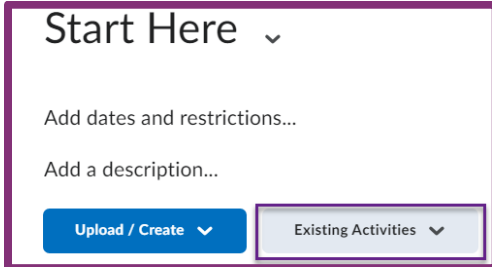 Start Here
Add dates and restrictions...
Add a description...
Upload / Create Existing Activities